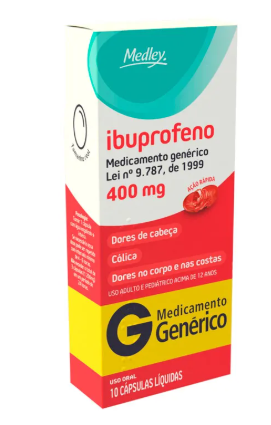 Medley.
ibuprofeno
Medicamento genérico
Lei nº 9.787, de 1999
400 mg
AÇÃO RÁPIDA
Dores de cabeça
Cólica
Dores no corpo e nas costas
USO ADULTO E PEDIÁTRICO ACIMA DE 12 ANOS
G Medicamento
Genérico
USO ORAL
10 CÁPSULAS LÍQUIDAS